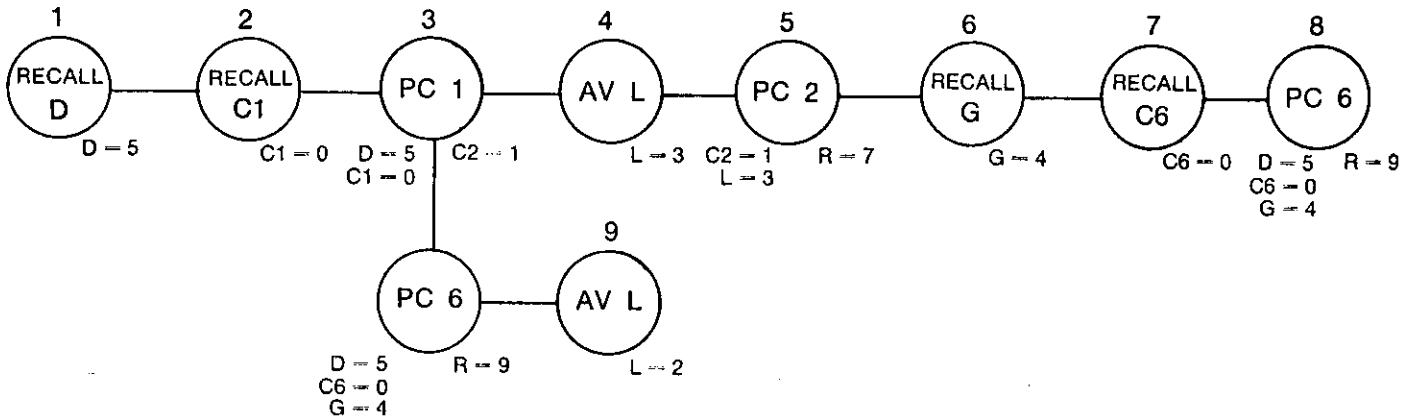 1 2 3 4 5 6 7 8
RECALL D
RECALL C1
PC 1
AV L
PC 2
RECALL G
RECALL C6
PC 6
D = 5
C1 = 0
D = 5
C1 = 0
C2 = 1
L = 3
C2 = 1
L = 3
R = 7
G = 4
C6 = 0
D = 5
C6 = 0
G = 4
R = 9
9
PC 6
AV L
D = 5
C6 = 0
G = 4
R = 9
L = 2